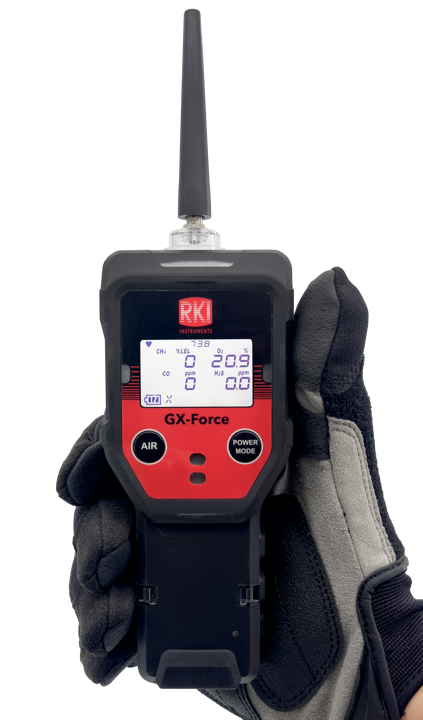 RKI
INSTRUMENTS
738
CH₄ %LEL O₂ %
0 20.9
CO ppm H₂S ppm
0 0.0
GX-Force
AIR
POWER
MODE